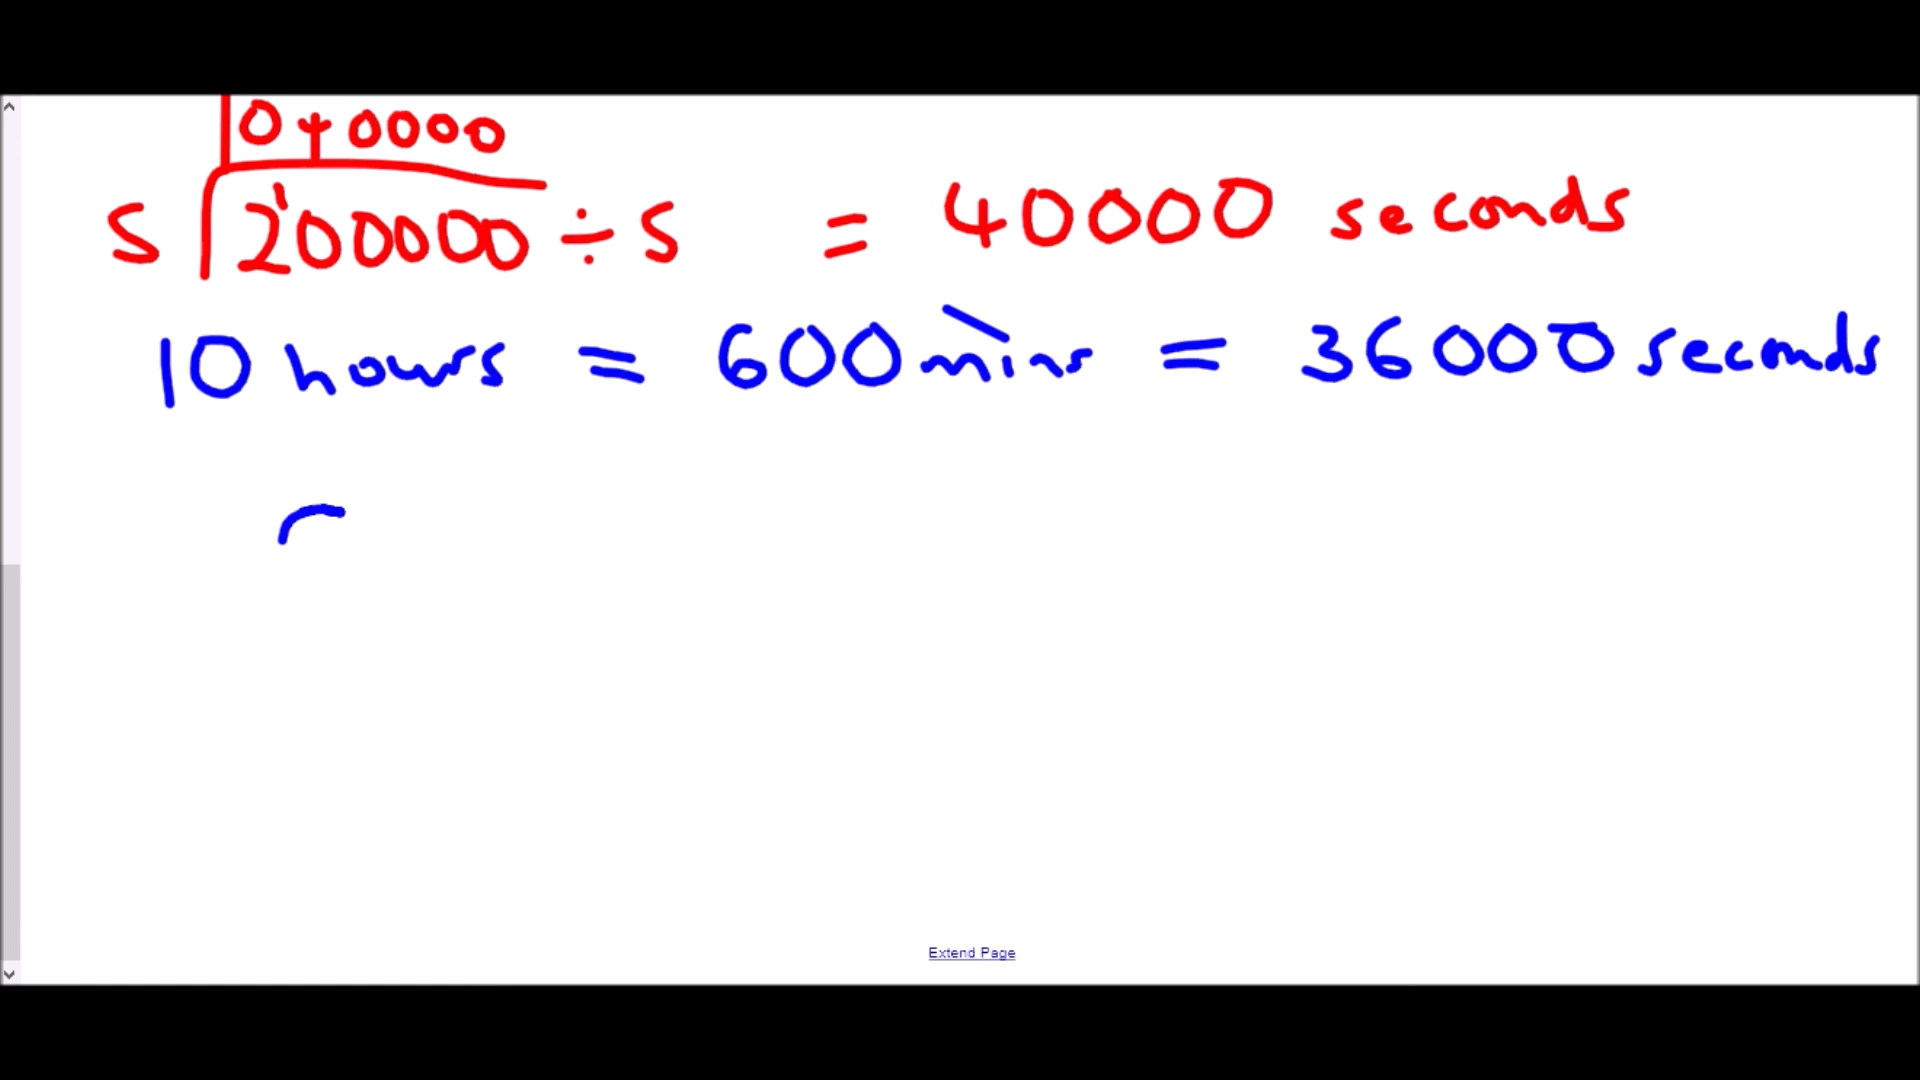 040000
5 200000 ÷ 5 = 40000 seconds
10 hours = 600 mins = 36000 seconds
Extend Page